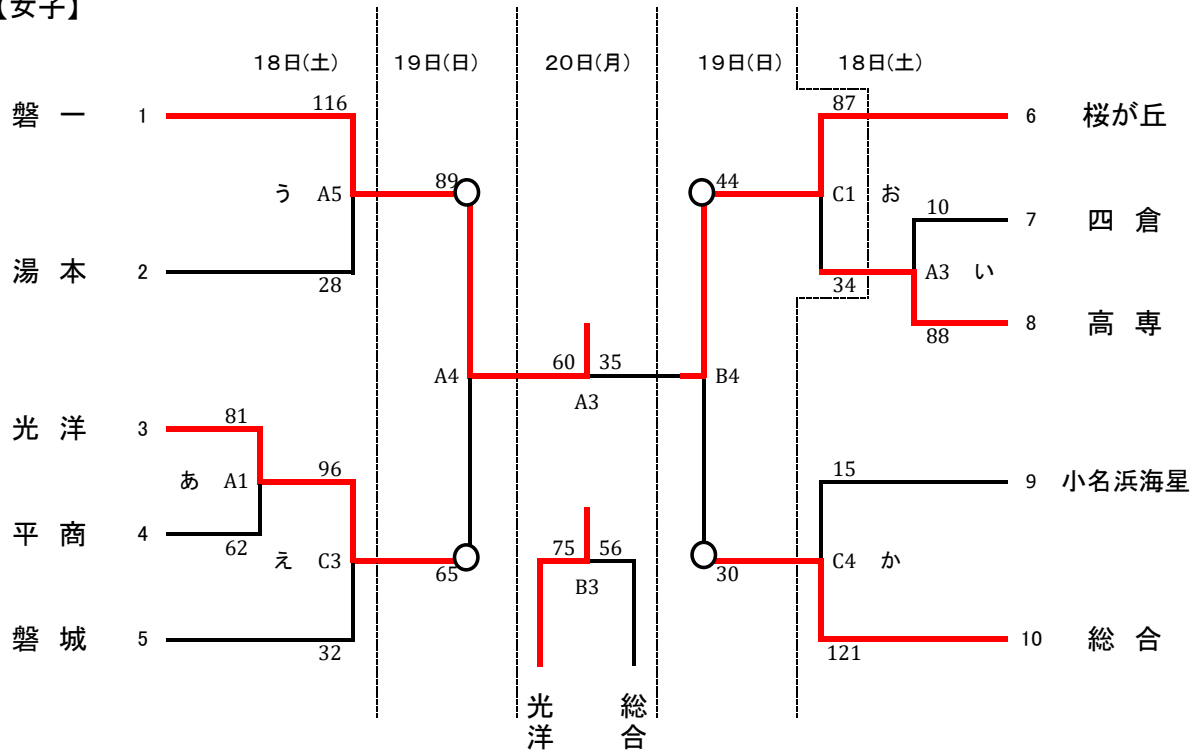 【女子】
18日(土) 19日(日) 20日(月) 19日(日) 18日(土)
116 87
磐 一 1 6 桜が丘
う A5 89 44 C1 お
10 7 四 倉
湯 本 2 28 34 A3 い
88 8 高 専
60 35
A4 A3 B4
光 洋 3 81
あ A1 96 15 9 小名浜海星
平 商 4 62
え C3 65 75 56 30 C4 か
B3
磐 城 5 32 121 10 総 合
光洋 総合